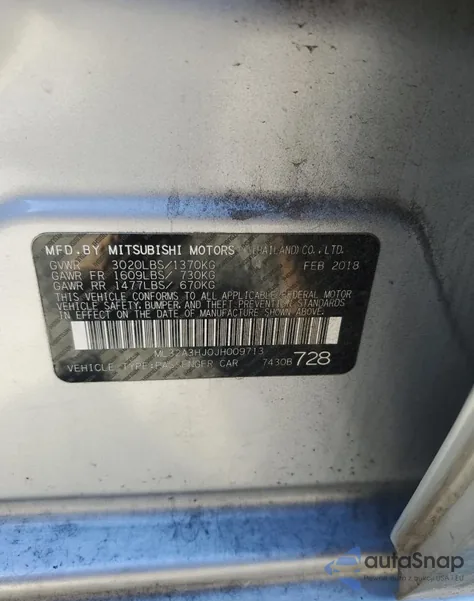 MFD.BY MITSUBISHI MOTORS (THAILAND) CO., LTD.
GVWR 3020LBS/1370KG FEB 2018
GAWR FR 1609LBS/ 730KG
GAWR RR 1477LBS/ 670KG
THIS VEHICLE CONFORMS TO ALL APPLICABLE FEDERAL MOTOR
VEHICLE SAFETY, BUMPER, AND THEFT PREVENTION STANDARDS
IN EFFECT ON THE DATE OF MANUFACTURE SHOWN ABOVE.
ML32A3HJ0JH009713
VEHICLE TYPE:PASSENGER CAR 7430B 728
autoSnap